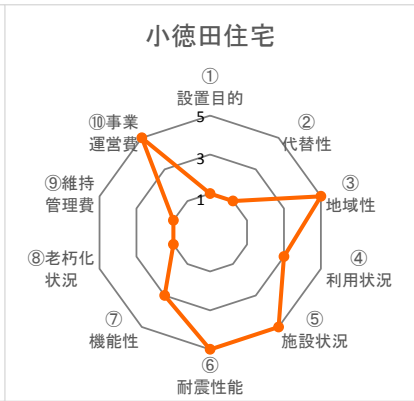 小徳田住宅
①
設置目的
②
代替性
③
地域性
④
利用状況
⑤
施設状況
⑥
耐震性能
⑦
機能性
⑧老朽化
状況
⑨維持
管理費
⑩事業
運営費
5
3
1